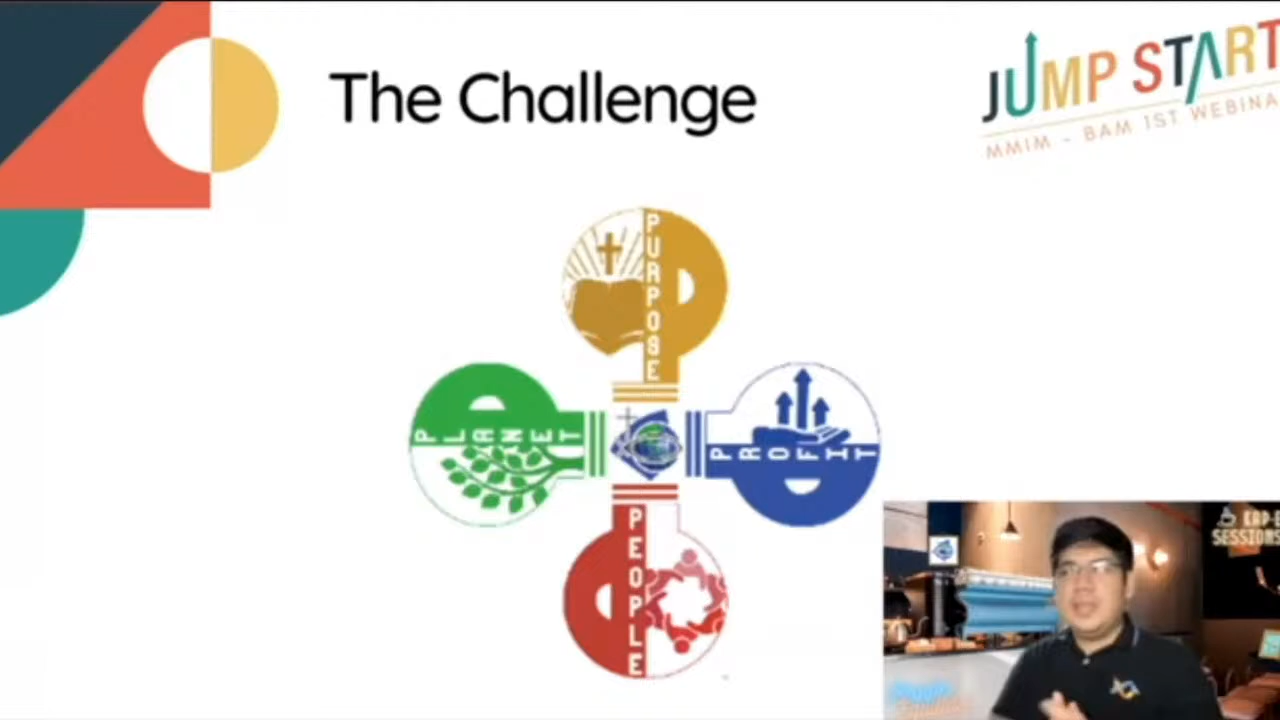 The Challenge
JUMP START
MMIM - BAM 1ST WEBINA
PURPOSE
PLANET
PROFIT
PEOPLE
SESSIONS